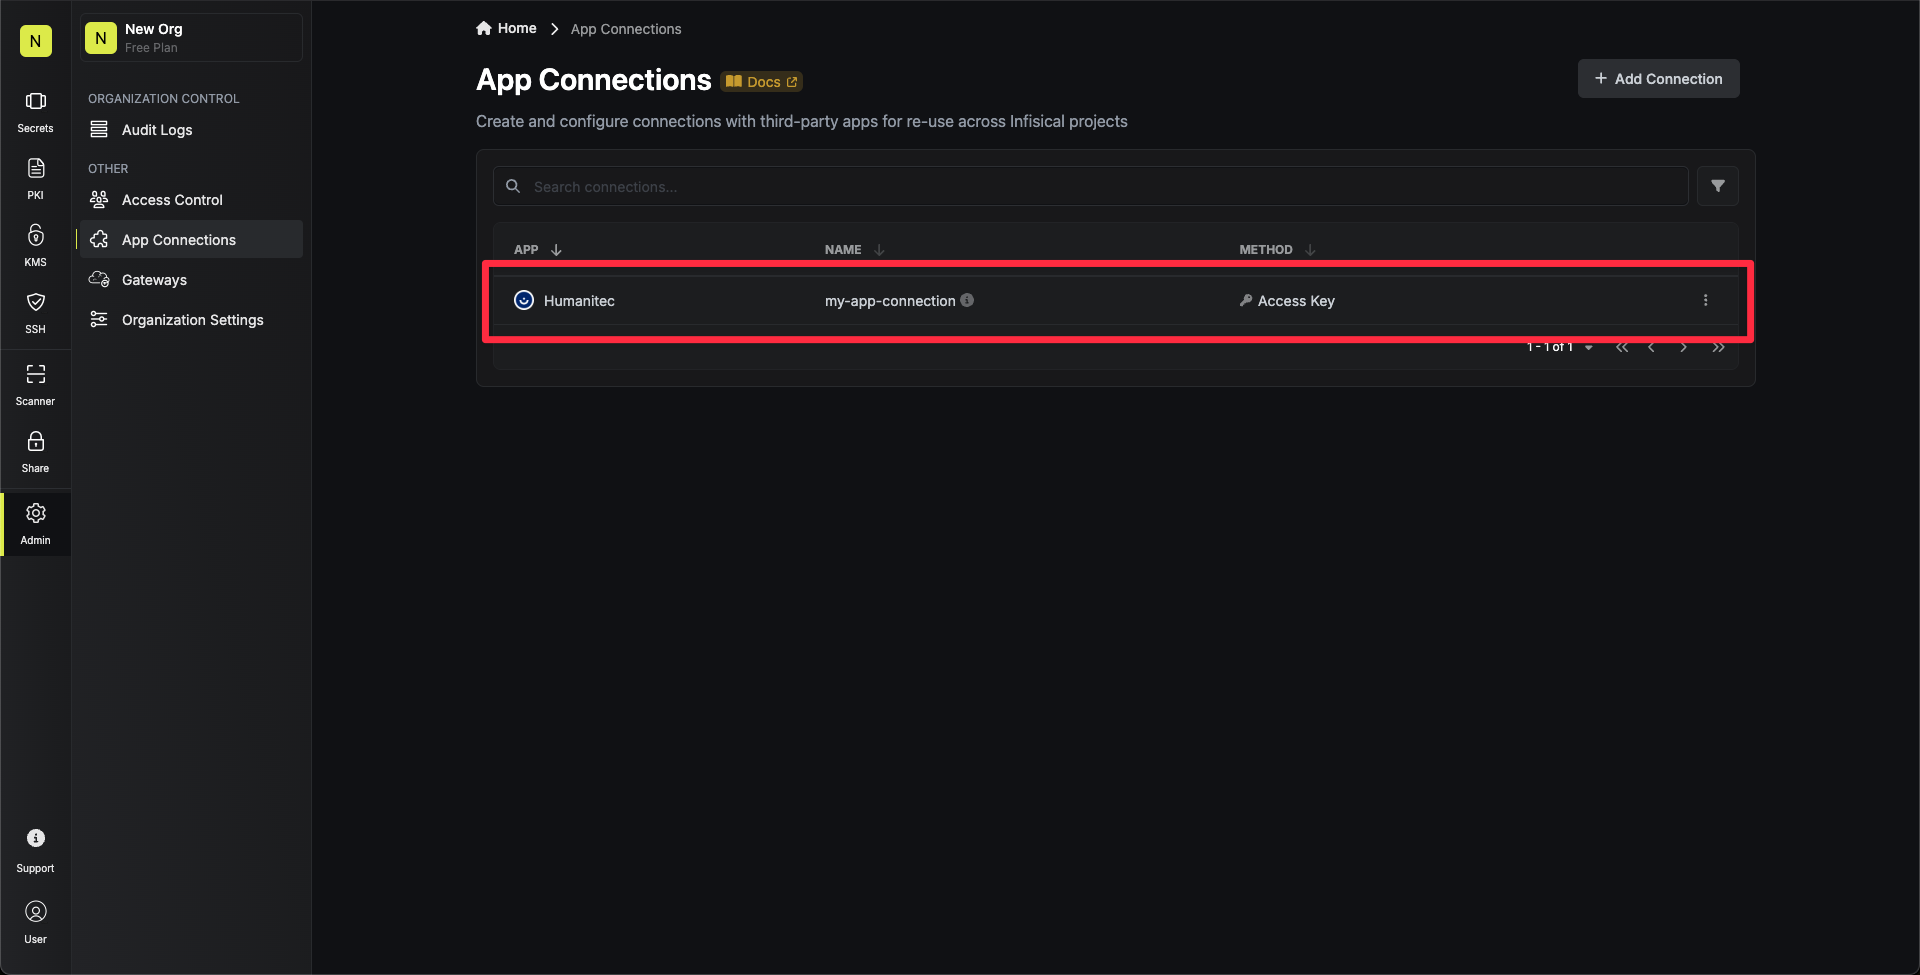 N
Secrets
PKI
KMS
SSH
Scanner
Share
Admin
Support
User
N
New Org
Free Plan
ORGANIZATION CONTROL
Audit Logs
OTHER
Access Control
App Connections
Gateways
Organization Settings
Home
App Connections
App Connections
Docs
Add Connection
Create and configure connections with third-party apps for re-use across Infisical projects
Search connections...
APP
NAME
METHOD
Humanitec
my-app-connection
Access Key
1 - 1 of 1